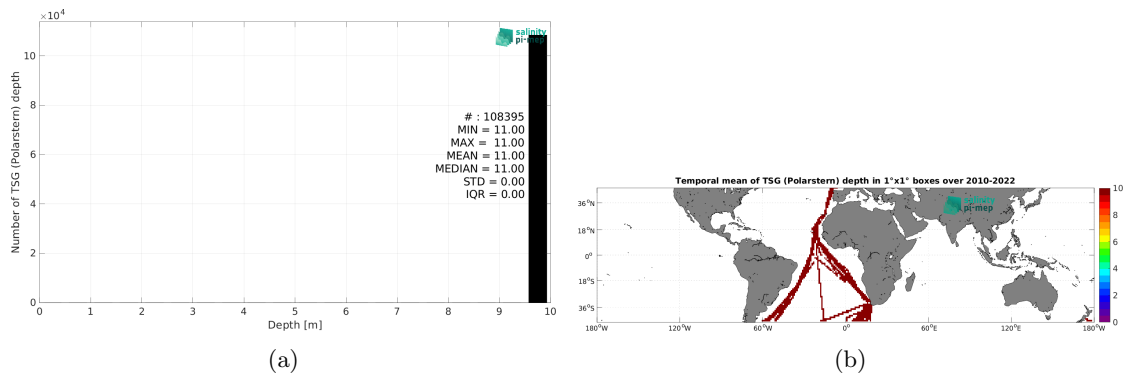 ×10⁴
salinity
pi-mep
# : 108395
MIN = 11.00
MAX = 11.00
MEAN = 11.00
MEDIAN = 11.00
STD = 0.00
IQR = 0.00
Number of TSG (Polarstern) depth
10
8
6
4
2
0
0 1 2 3 4 5 6 7 8 9 10
Depth [m]
(a)
Temporal mean of TSG (Polarstern) depth in 1°x1° boxes over 2010-2022
salinity
pi-mep
36°N
18°N
0°
18°S
36°S
180°W 120°W 60°W 0° 60°E 120°E 180°W
10
8
6
4
2
0
(b)